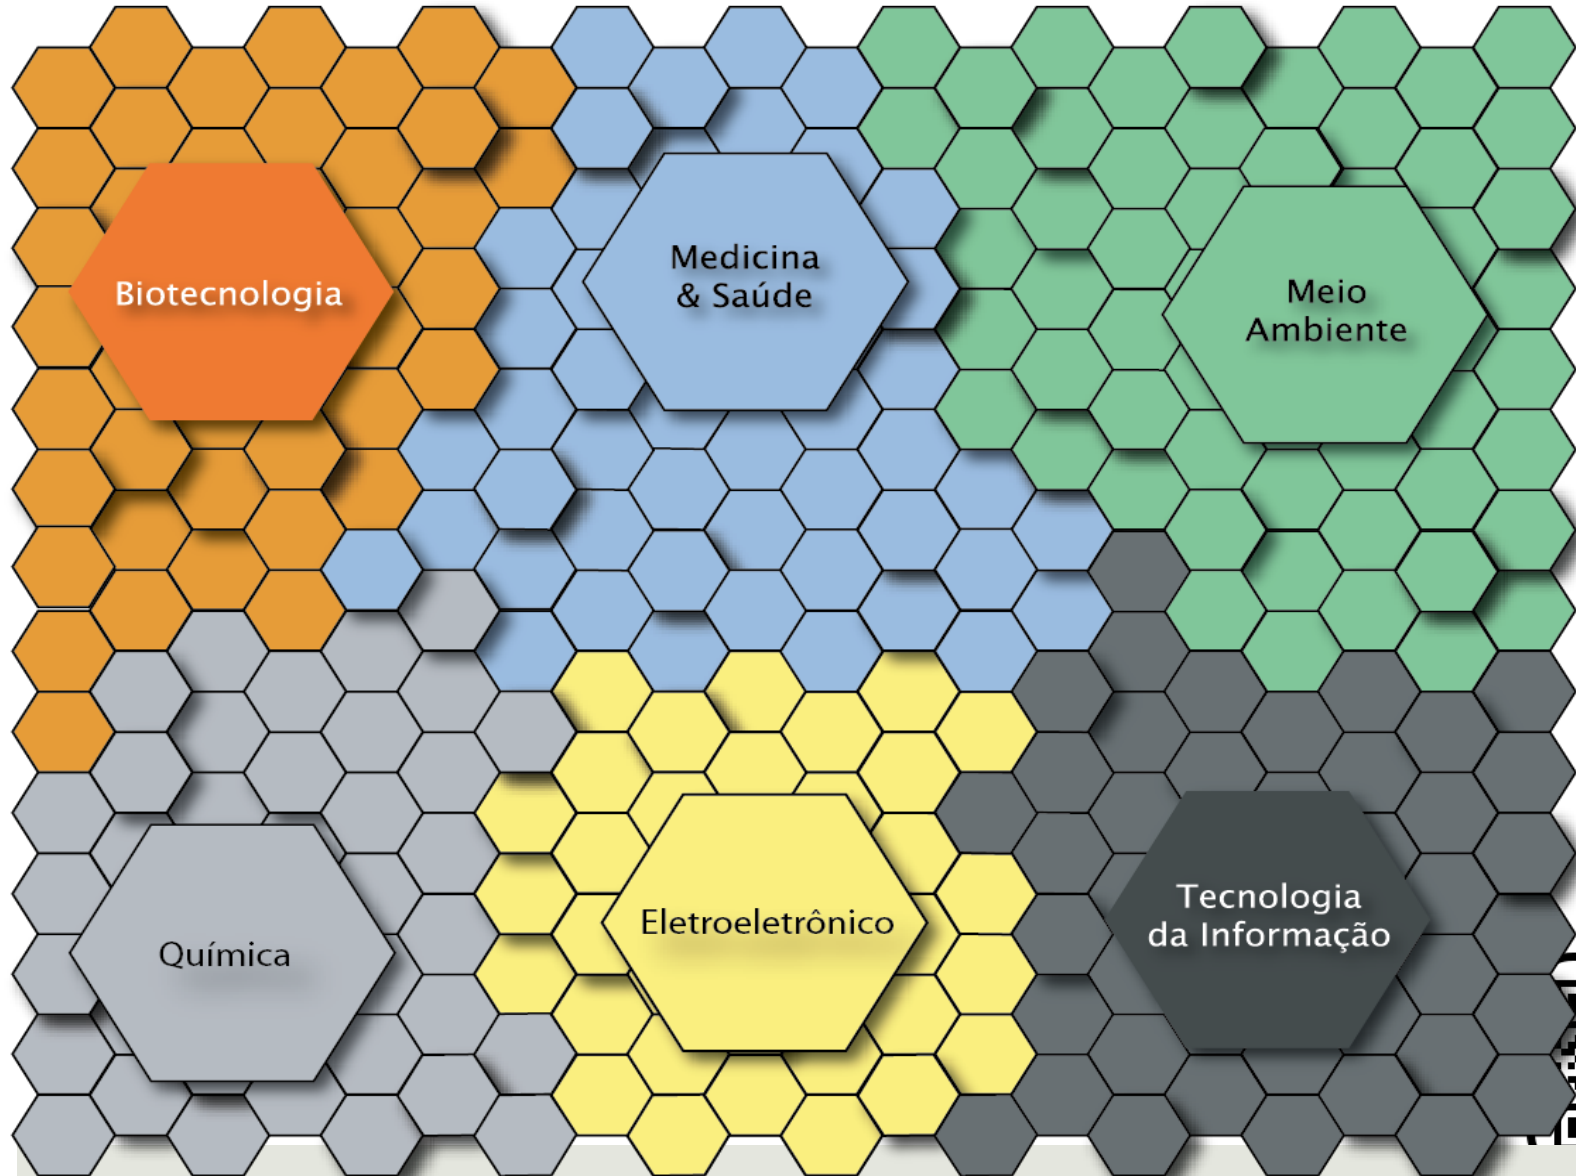 Biotecnologia
Medicina
& Saúde
Meio
Ambiente
Química
Eletroeletrônico
Tecnologia
da Informação